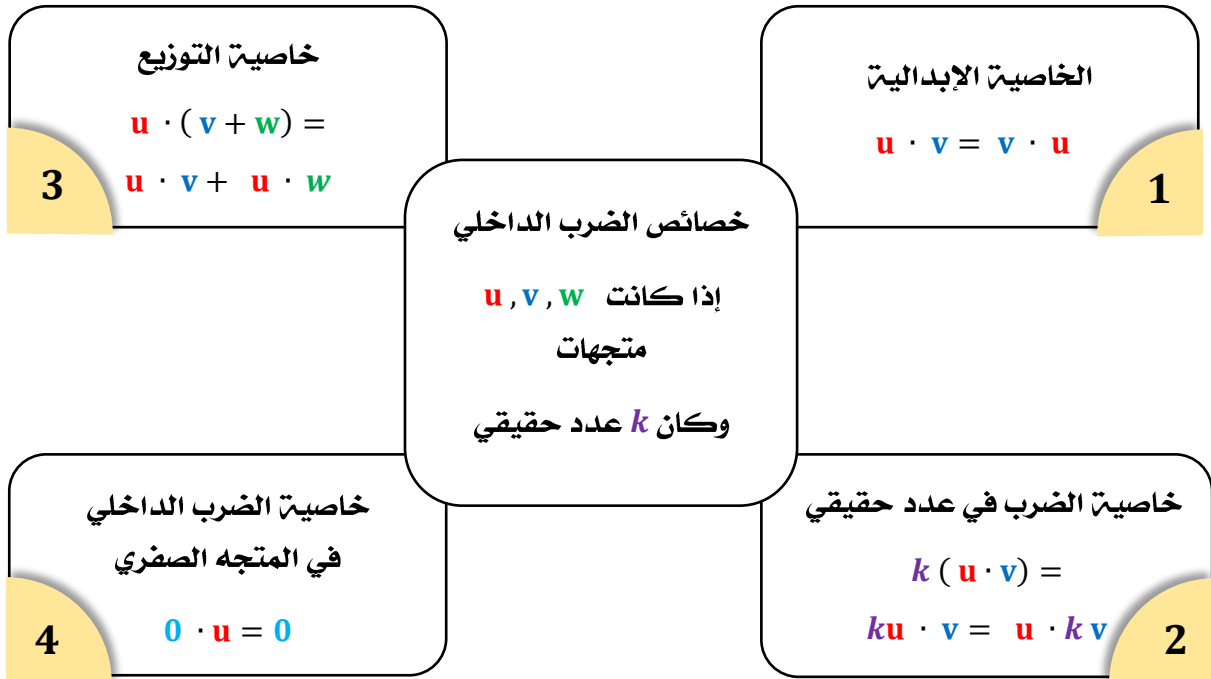 خصائص الضرب الداخلي
إذا كانت u , v , w
متجهات
وكان k عدد حقيقي
الخاصية الإبدالية
u · v = v · u
1
خاصية الضرب في عدد حقيقي
k ( u · v) =
ku · v = u · k v
2
خاصية التوزيع
u · ( v + w) =
u · v + u · w
3
خاصية الضرب الداخلي
في المتجه الصفري
0 · u = 0
4